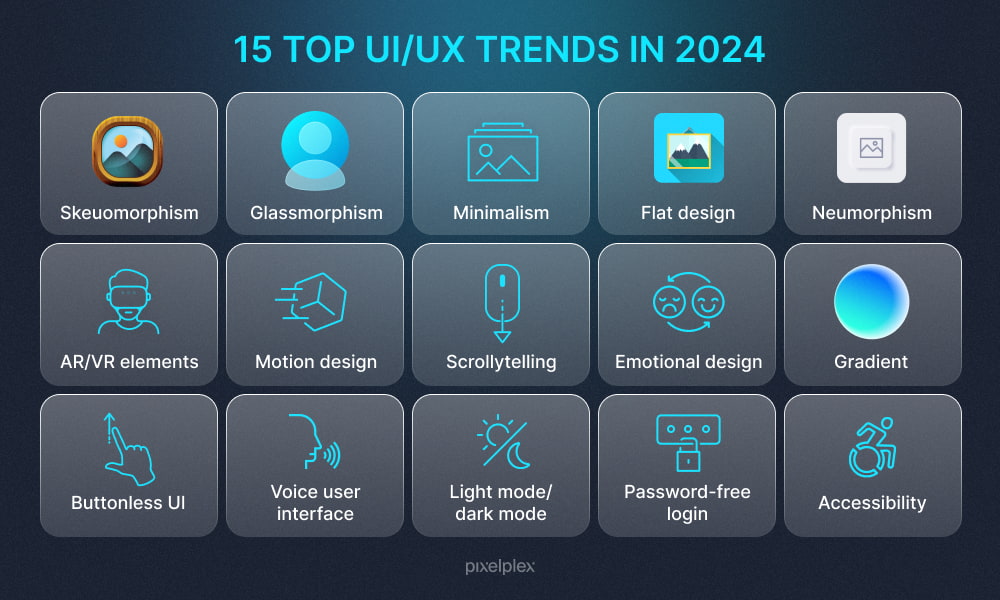 15 TOP UI/UX TRENDS IN 2024
Skeuomorphism
Glassmorphism
Minimalism
Flat design
Neumorphism
AR/VR elements
Motion design
Scrollytelling
Emotional design
Gradient
Buttonless UI
Voice user
interface
Light mode/
dark mode
Password-free
login
Accessibility
pixelplex